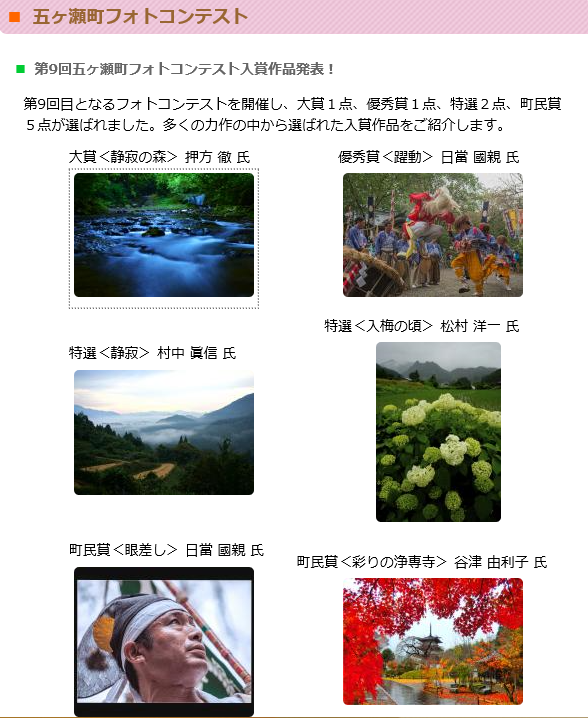 五ヶ瀬町フォトコンテスト
第9回五ヶ瀬町フォトコンテスト入賞作品発表！
第9回目となるフォトコンテストを開催し、大賞１点、優秀賞１点、特選２点、町民賞
５点が選ばれました。多くの力作の中から選ばれた入賞作品をご紹介します。
大賞＜静寂の森＞ 押方 徹 氏
優秀賞＜躍動＞ 日當 國親 氏
特選＜入梅の頃＞ 松村 洋一 氏
特選＜静寂＞ 村中 眞信 氏
町民賞＜眼差し＞ 日當 國親 氏
町民賞＜彩りの浄専寺＞ 谷津 由利子 氏